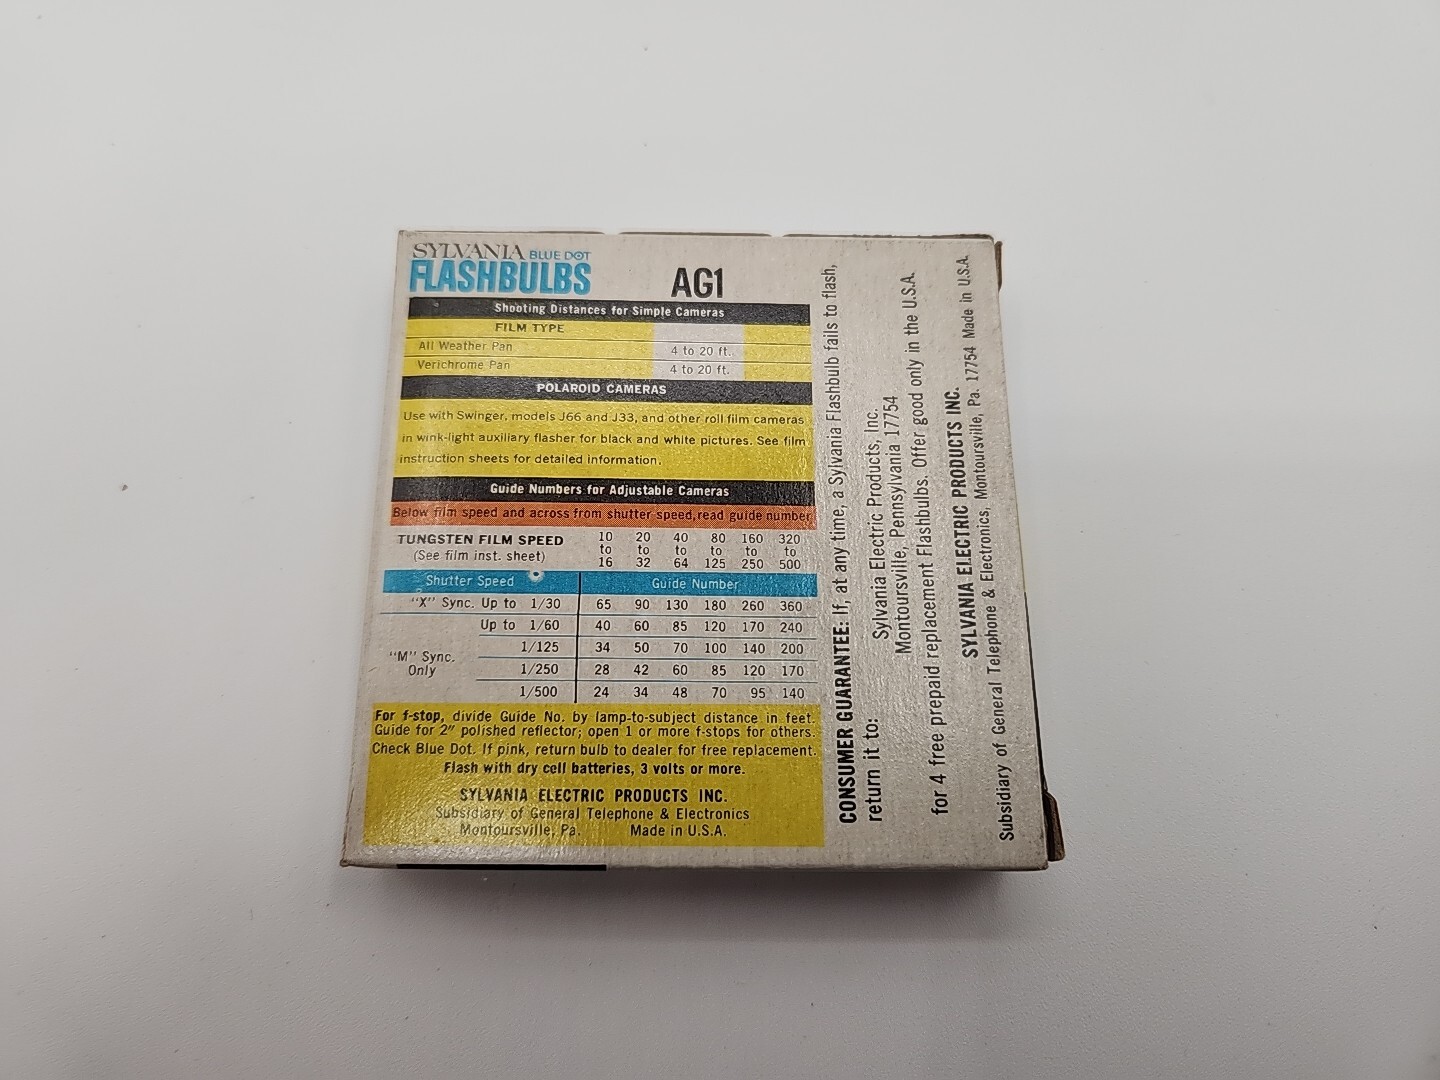 SYLVANIA BLUE DOT
FLASHBULBS AG1
Shooting Distances for Simple Cameras
FILM TYPE
All Weather Pan 4 to 20 ft.
Verichrome Pan 4 to 20 ft.
POLAROID CAMERAS
Use with Swinger, models J66 and J33, and other roll film cameras
in wink-light auxiliary flasher for black and white pictures. See film
instruction sheets for detailed information.
Guide Numbers for Adjustable Cameras
Below film speed and across from shutter speed, read guide number
TUNGSTEN FILM SPEED 10 20 40 80 160 320
(See film inst. sheet) to to to to to to
16 32 64 125 250 500
Shutter Speed Guide Number
"X" Sync. Up to 1/30 65 90 130 180 260 360
Up to 1/60 40 60 85 120 170 240
"M" Sync. 1/125 34 50 70 100 140 200
Only 1/250 28 42 60 85 120 170
1/500 24 34 48 70 95 140
For f-stop, divide Guide No. by lamp-to-subject distance in feet.
Guide for 2" polished reflector; open 1 or more f-stops for others.
Check Blue Dot. If pink, return bulb to dealer for free replacement.
Flash with dry cell batteries, 3 volts or more.
SYLVANIA ELECTRIC PRODUCTS INC.
Subsidiary of General Telephone & Electronics
Montoursville, Pa. Made in U.S.A.
CONSUMER GUARANTEE: If, at any time, a Sylvania Flashbulb fails to flash,
return it to: Sylvania Electric Products, Inc.
Montoursville, Pennsylvania 17754
for 4 free prepaid replacement Flashbulbs. Offer good only in the U.S.A.
SYLVANIA ELECTRIC PRODUCTS INC.
Subsidiary of General Telephone & Electronics, Montoursville, Pa. 17754 Made in U.S.A.